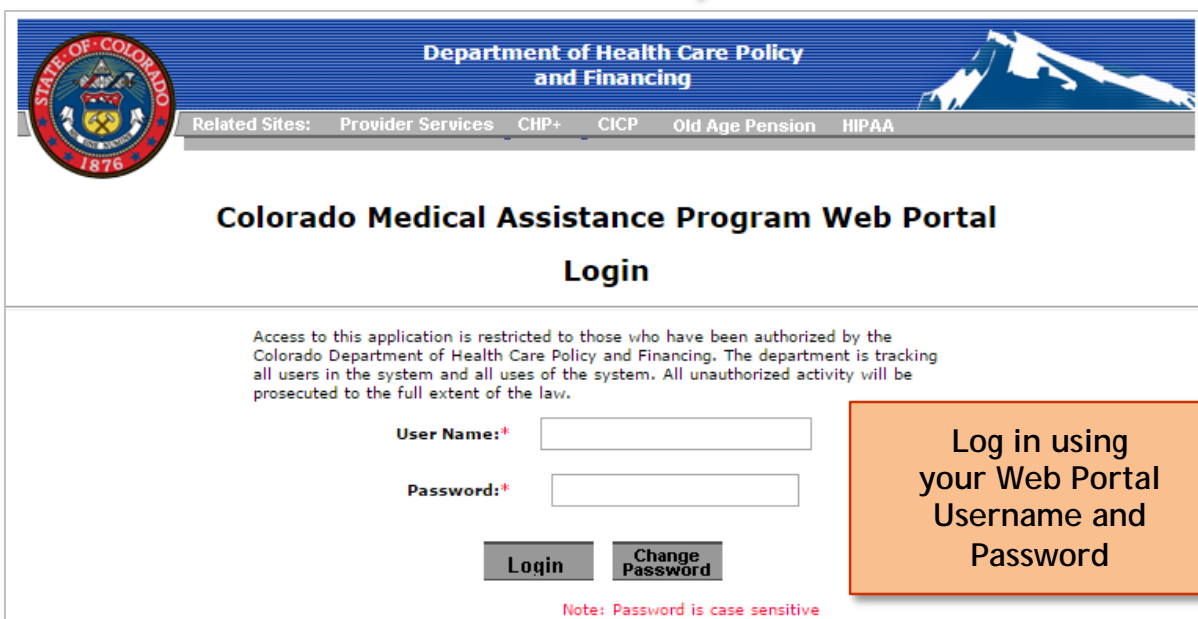 STATE·OF·COLORADO
1876
Department of Health Care Policy
and Financing
Related Sites: Provider Services CHP+ CICP Old Age Pension HIPAA
Colorado Medical Assistance Program Web Portal
Login
Access to this application is restricted to those who have been authorized by the
Colorado Department of Health Care Policy and Financing. The department is tracking
all users in the system and all uses of the system. All unauthorized activity will be
prosecuted to the full extent of the law.
User Name:*
Password:*
Login
Change
Password
Note: Password is case sensitive
Log in using
your Web Portal
Username and
Password